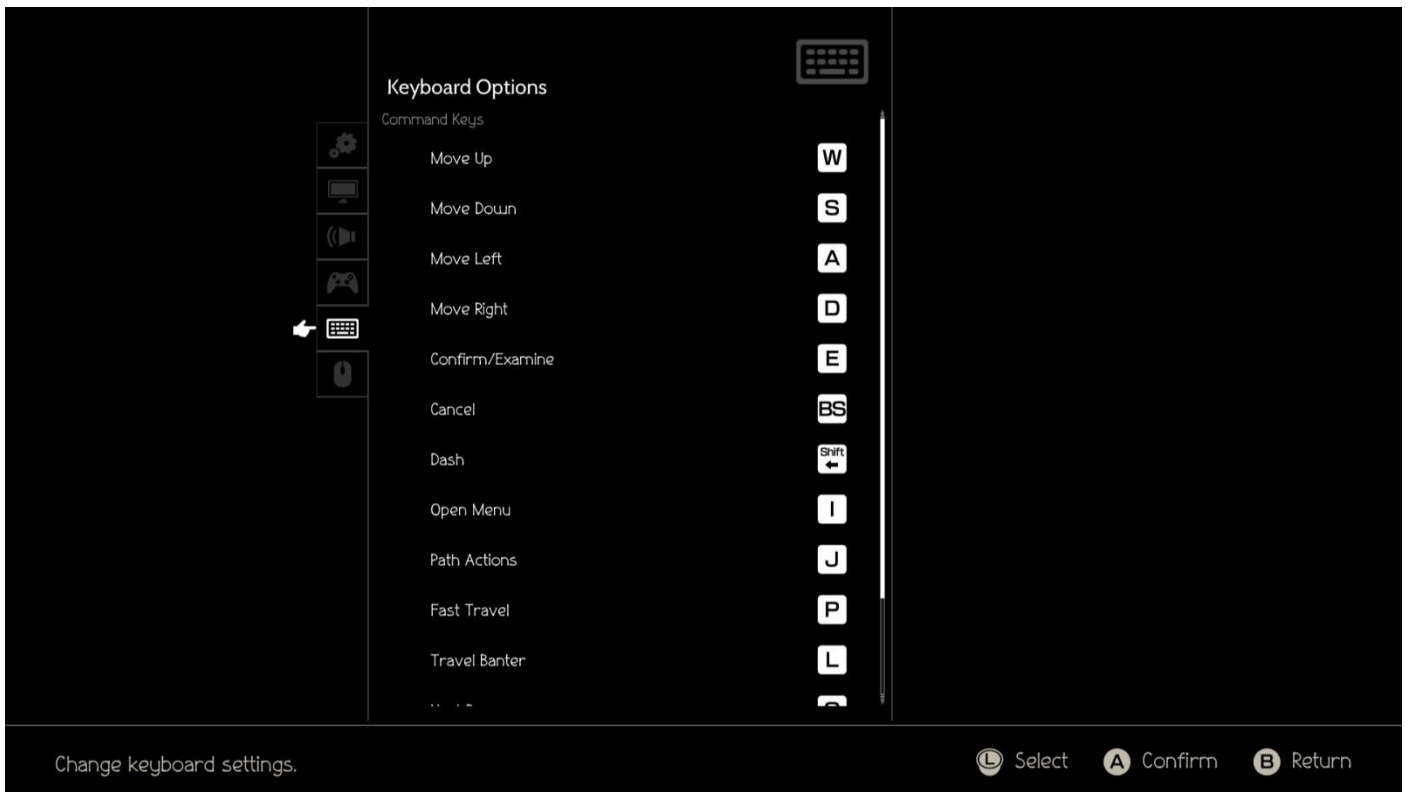 Keyboard Options
Command Keys
Move Up W
Move Down S
Move Left A
Move Right D
Confirm/Examine E
Cancel BS
Dash Shift
Open Menu I
Path Actions J
Fast Travel P
Travel Banter L
Change keyboard settings.
L Select A Confirm B Return